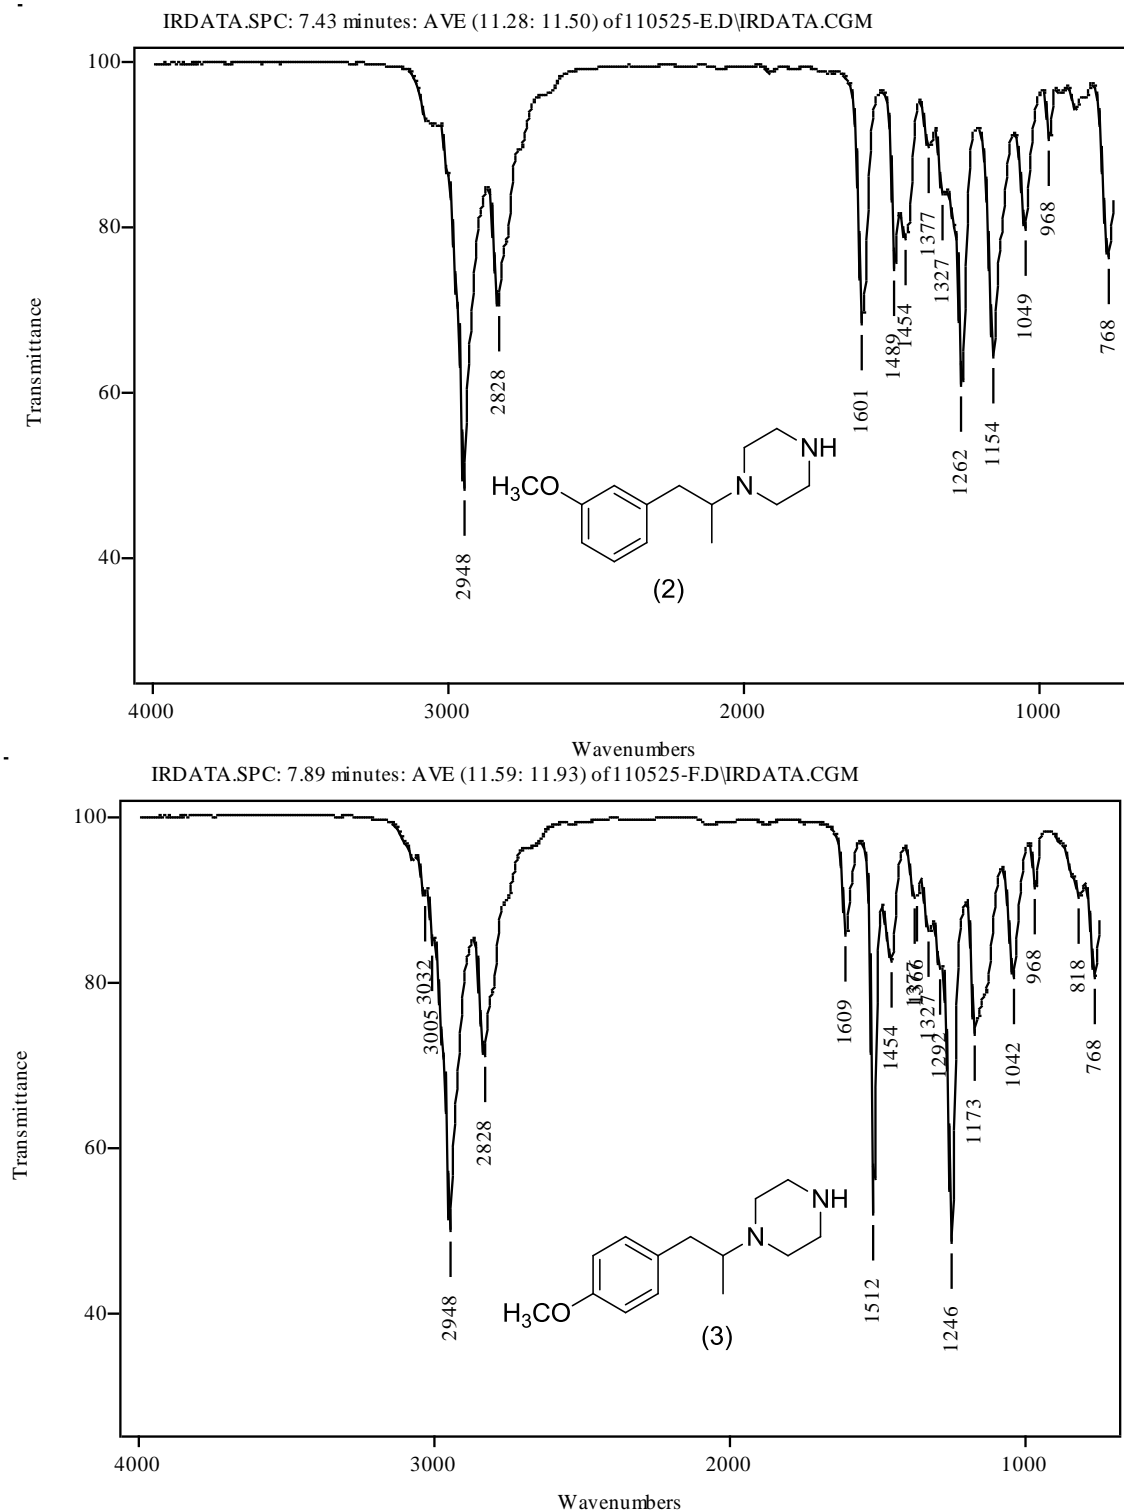 IRDATA.SPC: 7.43 minutes: AVE (11.28: 11.50) of 110525-E.D\IRDATA.CGM
100
80
60
40
Transmittance
2948
2828
1601
1489
1454
1377
1327
1262
1154
1049
968
768
H₃CO
N
NH
(2)
4000 3000 2000 1000
Wavenumbers
IRDATA.SPC: 7.89 minutes: AVE (11.59: 11.93) of 110525-F.D\IRDATA.CGM
100
80
60
40
Transmittance
3032
3005
2948
2828
1609
1512
1454
1377
1366
1327
1292
1246
1173
1042
968
818
768
H₃CO
N
NH
(3)
4000 3000 2000 1000
Wavenumbers